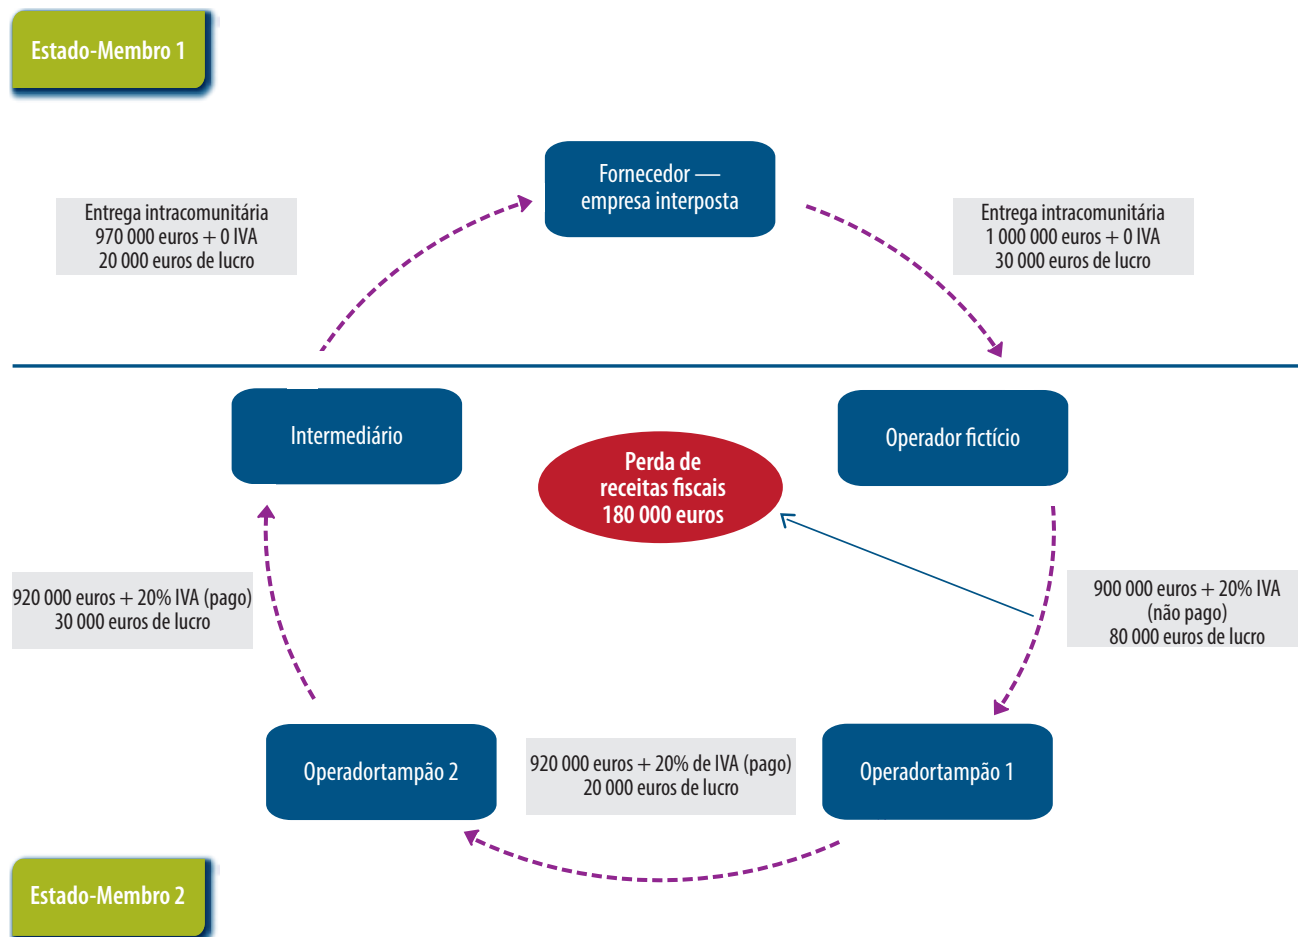 Estado-Membro 1
Fornecedor —
empresa interposta
Entrega intracomunitária
970 000 euros + 0 IVA
20 000 euros de lucro
Entrega intracomunitária
1 000 000 euros + 0 IVA
30 000 euros de lucro
Intermediário
Perda de
receitas fiscais
180 000 euros
Operador fictício
920 000 euros + 20% IVA (pago)
30 000 euros de lucro
900 000 euros + 20% IVA
(não pago)
80 000 euros de lucro
Operadortampão 2
920 000 euros + 20% de IVA (pago)
20 000 euros de lucro
Operadortampão 1
Estado-Membro 2